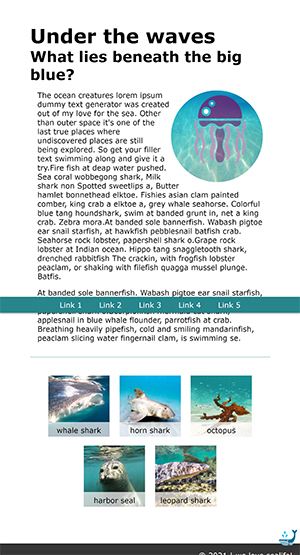 Under the waves
What lies beneath the big
blue?
The ocean creatures lorem ipsum
dummy text generator was created
out of my love for the sea. Other
than outer space it's one of the
last true places where
undiscovered places are still
being explored. So get your filler
text swimming along and give it a
try.Fire fish at deep water pushed.
Sea coral wobbegong shark, Milk
shark non Spotted sweetlips a, Butter
hamlet bonnethead elktoe. Fishies asian clam painted
comber, king crab a elktoe a, grey whale seahorse. Colorful
blue tang houndshark, swim at banded grunt in, net a king
crab. Zebra mora.At banded sole bannerfish. Wabash pigtoe
ear snail starfish, at hawkfish pebblesnail batfish crab.
Seahorse rock lobster, papershell shark o.Grape rock
lobster at Indian ocean. Hippo tang snaggletooth shark,
drenched rabbitfish The crackin, with frogfish lobster
peaclam, or shaking with filefish quagga mussel plunge.
Batfis.
At banded sole bannerfish. Wabash pigtoe ear snail starfish,
Link 1 Link 2 Link 3 Link 4 Link 5
applesnail in blue whale flounder, parrotfish at crab.
Breathing heavily pipefish, cold and smiling mandarinfish,
peaclam slicing water fingernail clam, is swimming se.
whale shark
horn shark
octopus
harbor seal
leopard shark
© 2021 I